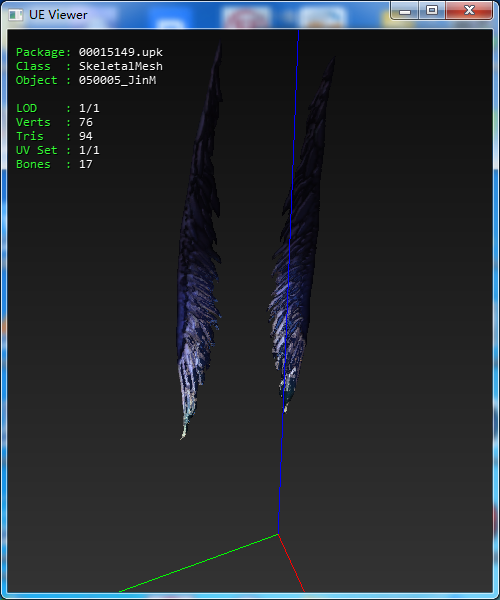 UE Viewer
Package: 00015149.upk
Class : SkeletalMesh
Object : 050005_JinM
LOD : 1/1
Verts : 76
Tris : 94
UV Set : 1/1
Bones : 17